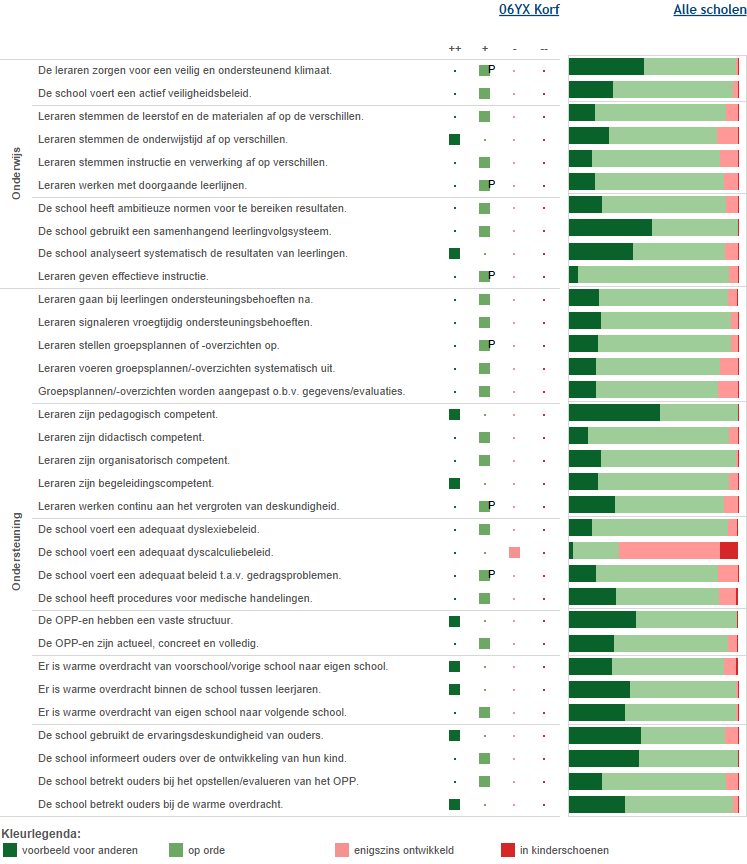 06YX Korf Alle scholen
++ + - --
Onderwijs
De leraren zorgen voor een veilig en ondersteunend klimaat. P
De school voert een actief veiligheidsbeleid.
Leraren stemmen de leerstof en de materialen af op de verschillen.
Leraren stemmen de onderwijstijd af op verschillen.
Leraren stemmen instructie en verwerking af op verschillen.
Leraren werken met doorgaande leerlijnen. P
De school heeft ambitieuze normen voor te bereiken resultaten.
De school gebruikt een samenhangend leerlingvolgsysteem.
De school analyseert systematisch de resultaten van leerlingen.
Leraren geven effectieve instructie. P
Ondersteuning
Leraren gaan bij leerlingen ondersteuningsbehoeften na.
Leraren signaleren vroegtijdig ondersteuningsbehoeften.
Leraren stellen groepsplannen of -overzichten op. P
Leraren voeren groepsplannen/-overzichten systematisch uit.
Groepsplannen/-overzichten worden aangepast o.b.v. gegevens/evaluaties.
Leraren zijn pedagogisch competent.
Leraren zijn didactisch competent.
Leraren zijn organisatorisch competent.
Leraren zijn begeleidingscompetent.
Leraren werken continu aan het vergroten van deskundigheid. P
De school voert een adequaat dyslexiebeleid.
De school voert een adequaat dyscalculiebeleid.
De school voert een adequaat beleid t.a.v. gedragsproblemen. P
De school heeft procedures voor medische handelingen.
De OPP-en hebben een vaste structuur.
De OPP-en zijn actueel, concreet en volledig.
Er is warme overdracht van voorschool/vorige school naar eigen school.
Er is warme overdracht binnen de school tussen leerjaren.
Er is warme overdracht van eigen school naar volgende school.
De school gebruikt de ervaringsdeskundigheid van ouders.
De school informeert ouders over de ontwikkeling van hun kind.
De school betrekt ouders bij het opstellen/evalueren van het OPP.
De school betrekt ouders bij de warme overdracht.
Kleurlegenda:
voorbeeld voor anderen op orde enigszins ontwikkeld in kinderschoenen